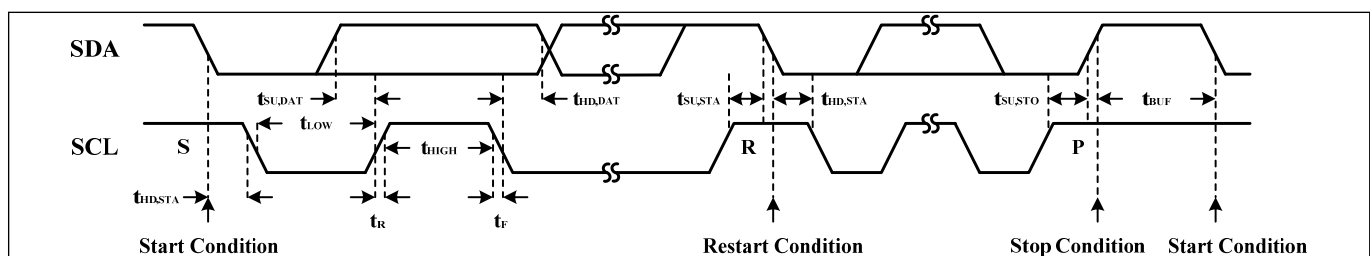 SDA
tSU,DAT
tHD,DAT
tSU,STA
tHD,STA
tSU,STO
tBUF
tLOW
SCL
S
tHIGH
R
P
tHD,STA
tR
tF
Start Condition
Restart Condition
Stop Condition
Start Condition